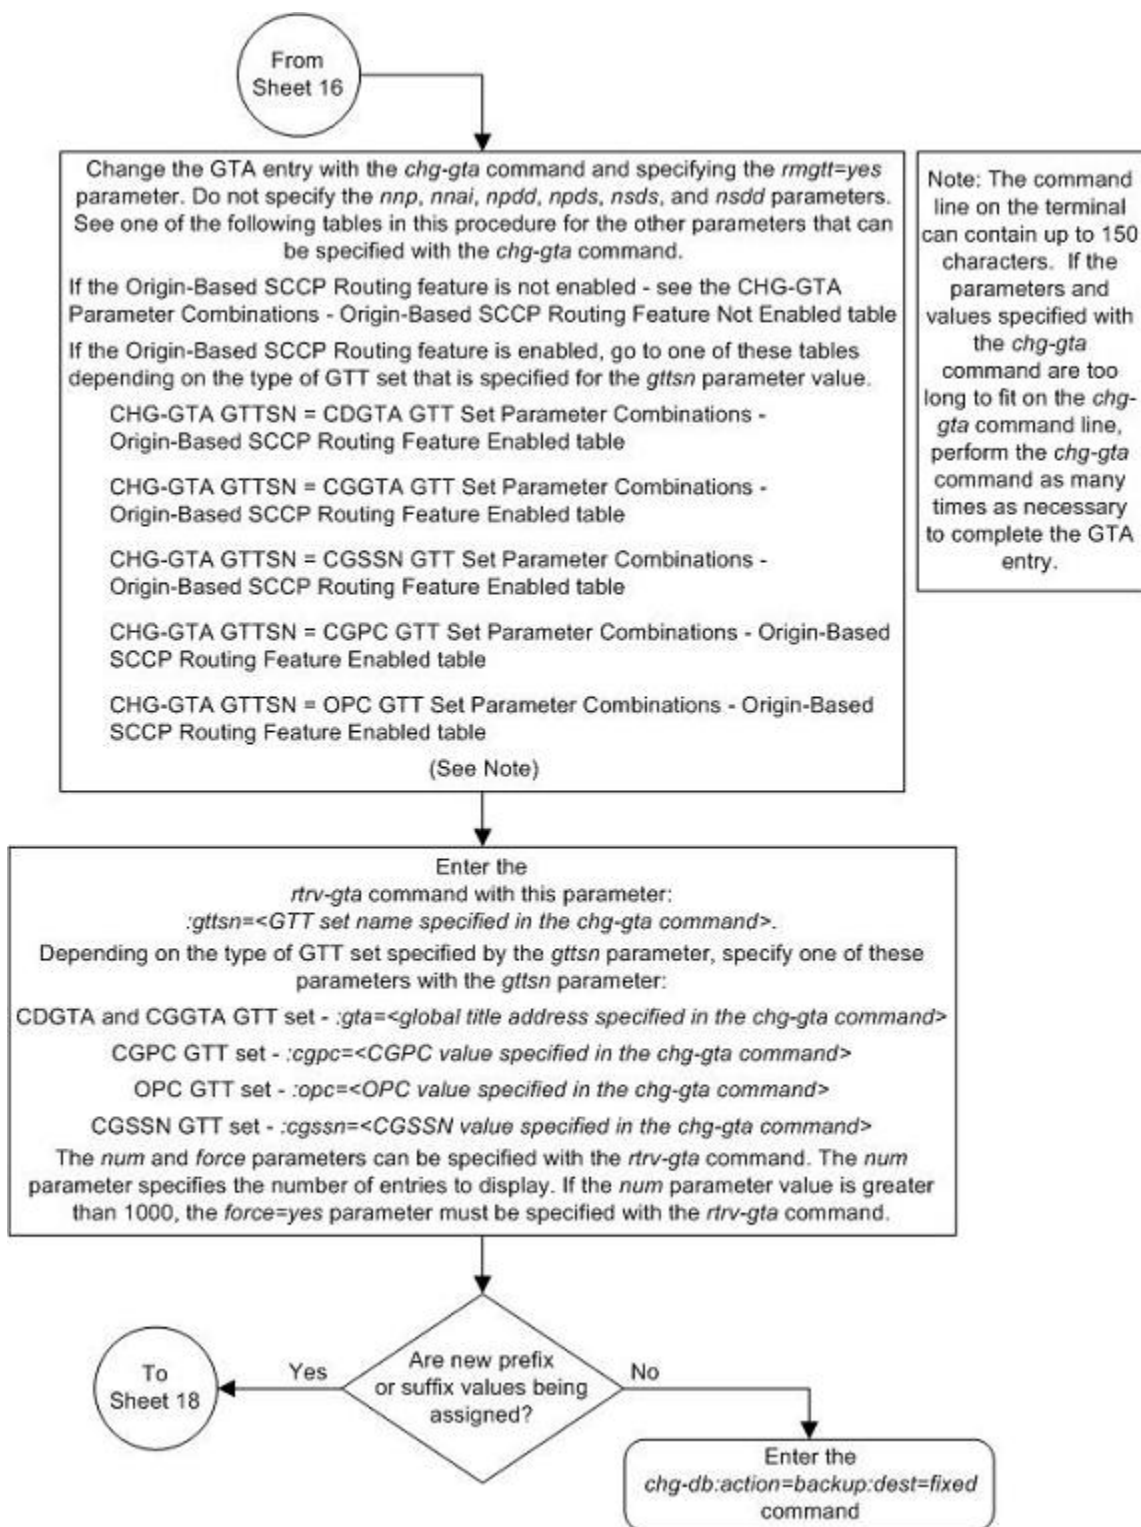 From
Sheet 16
Change the GTA entry with the chg-gta command and specifying the rmgtt=yes
parameter. Do not specify the nnp, nnai, npdd, npds, nsds, and nsdd parameters.
See one of the following tables in this procedure for the other parameters that can
be specified with the chg-gta command.
If the Origin-Based SCCP Routing feature is not enabled - see the CHG-GTA
Parameter Combinations - Origin-Based SCCP Routing Feature Not Enabled table
If the Origin-Based SCCP Routing feature is enabled, go to one of these tables
depending on the type of GTT set that is specified for the gttsn parameter value.
CHG-GTA GTTSN = CDGTA GTT Set Parameter Combinations -
Origin-Based SCCP Routing Feature Enabled table
CHG-GTA GTTSN = CGGTA GTT Set Parameter Combinations -
Origin-Based SCCP Routing Feature Enabled table
CHG-GTA GTTSN = CGSSN GTT Set Parameter Combinations -
Origin-Based SCCP Routing Feature Enabled table
CHG-GTA GTTSN = CGPC GTT Set Parameter Combinations - Origin-Based
SCCP Routing Feature Enabled table
CHG-GTA GTTSN = OPC GTT Set Parameter Combinations - Origin-Based
SCCP Routing Feature Enabled table
(See Note)
Note: The command
line on the terminal
can contain up to 150
characters. If the
parameters and
values specified with
the chg-gta
command are too
long to fit on the chg-
gta command line,
perform the chg-gta
command as many
times as necessary
to complete the GTA
entry.
Enter the
rtrv-gta command with this parameter:
:gttsn=<GTT set name specified in the chg-gta command>.
Depending on the type of GTT set specified by the gttsn parameter, specify one of these
parameters with the gttsn parameter:
CDGTA and CGGTA GTT set - :gta=<global title address specified in the chg-gta command>
CGPC GTT set - :cgpc=<CGPC value specified in the chg-gta command>
OPC GTT set - :opc=<OPC value specified in the chg-gta command>
CGSSN GTT set - :cgssn=<CGSSN value specified in the chg-gta command>
The num and force parameters can be specified with the rtrv-gta command. The num
parameter specifies the number of entries to display. If the num parameter value is greater
than 1000, the force=yes parameter must be specified with the rtrv-gta command.
Are new prefix
or suffix values being
assigned?
Yes
No
To
Sheet 18
Enter the
chg-db:action=backup:dest=fixed
command